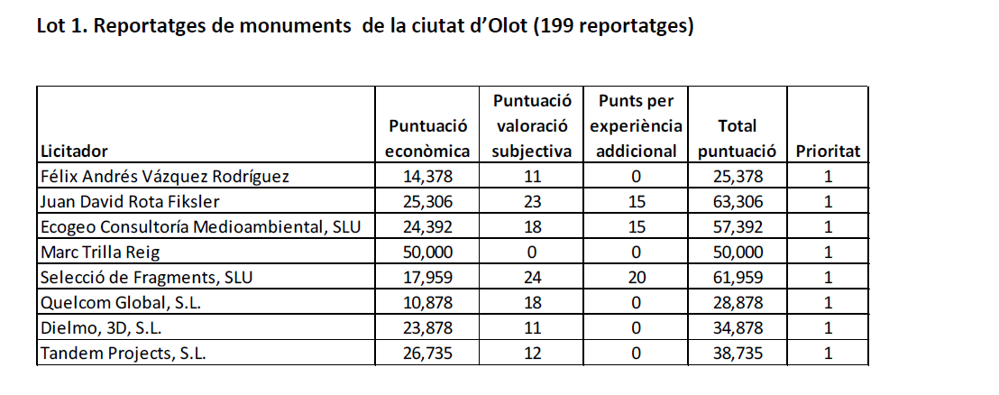 Lot 1. Reportatges de monuments de la ciutat d'Olot (199 reportatges)
Licitador Puntuació econòmica Puntuació valoració subjectiva Punts per experiència addicional Total puntuació Prioritat
Félix Andrés Vázquez Rodríguez 14,378 11 0 25,378 1
Juan David Rota Fiksler 25,306 23 15 63,306 1
Ecogeo Consultoría Medioambiental, SLU 24,392 18 15 57,392 1
Marc Trilla Reig 50,000 0 0 50,000 1
Selecció de Fragments, SLU 17,959 24 20 61,959 1
Quelcom Global, S.L. 10,878 18 0 28,878 1
Dielmo, 3D, S.L. 23,878 11 0 34,878 1
Tandem Projects, S.L. 26,735 12 0 38,735 1